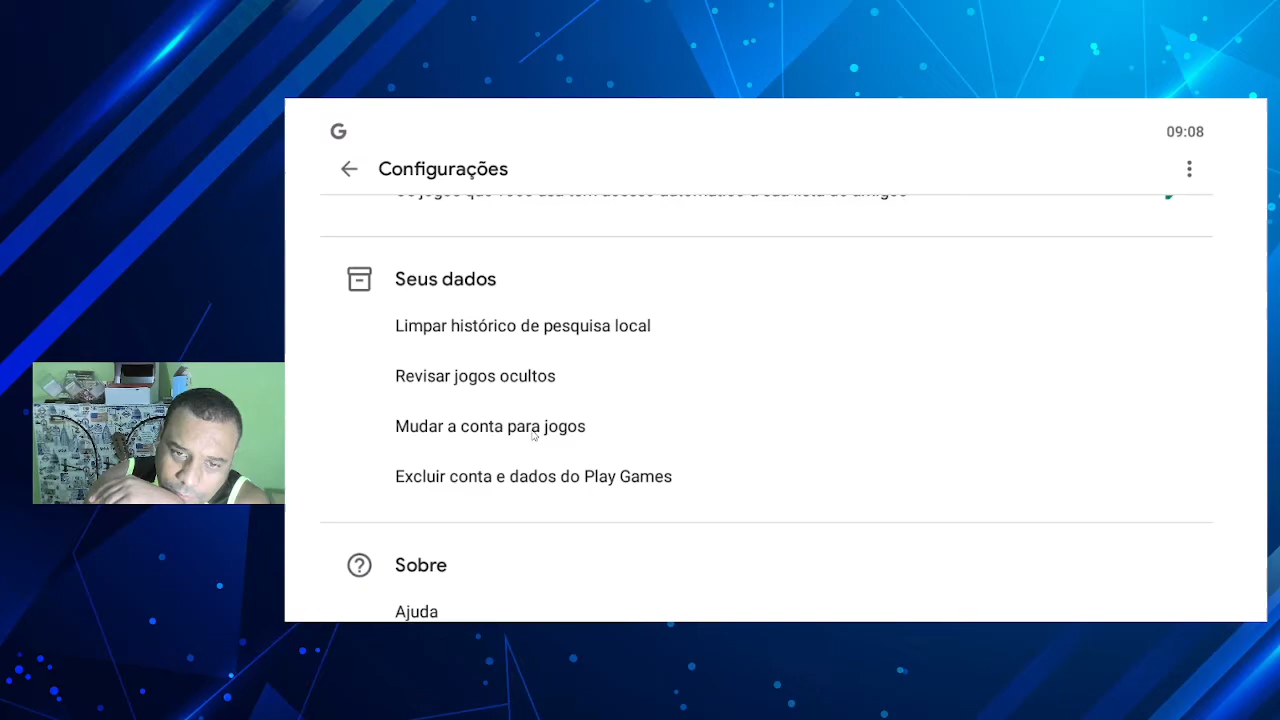 G
09:08
Configurações
Seus dados
Limpar histórico de pesquisa local
Revisar jogos ocultos
Mudar a conta para jogos
Excluir conta e dados do Play Games
Sobre
Ajuda